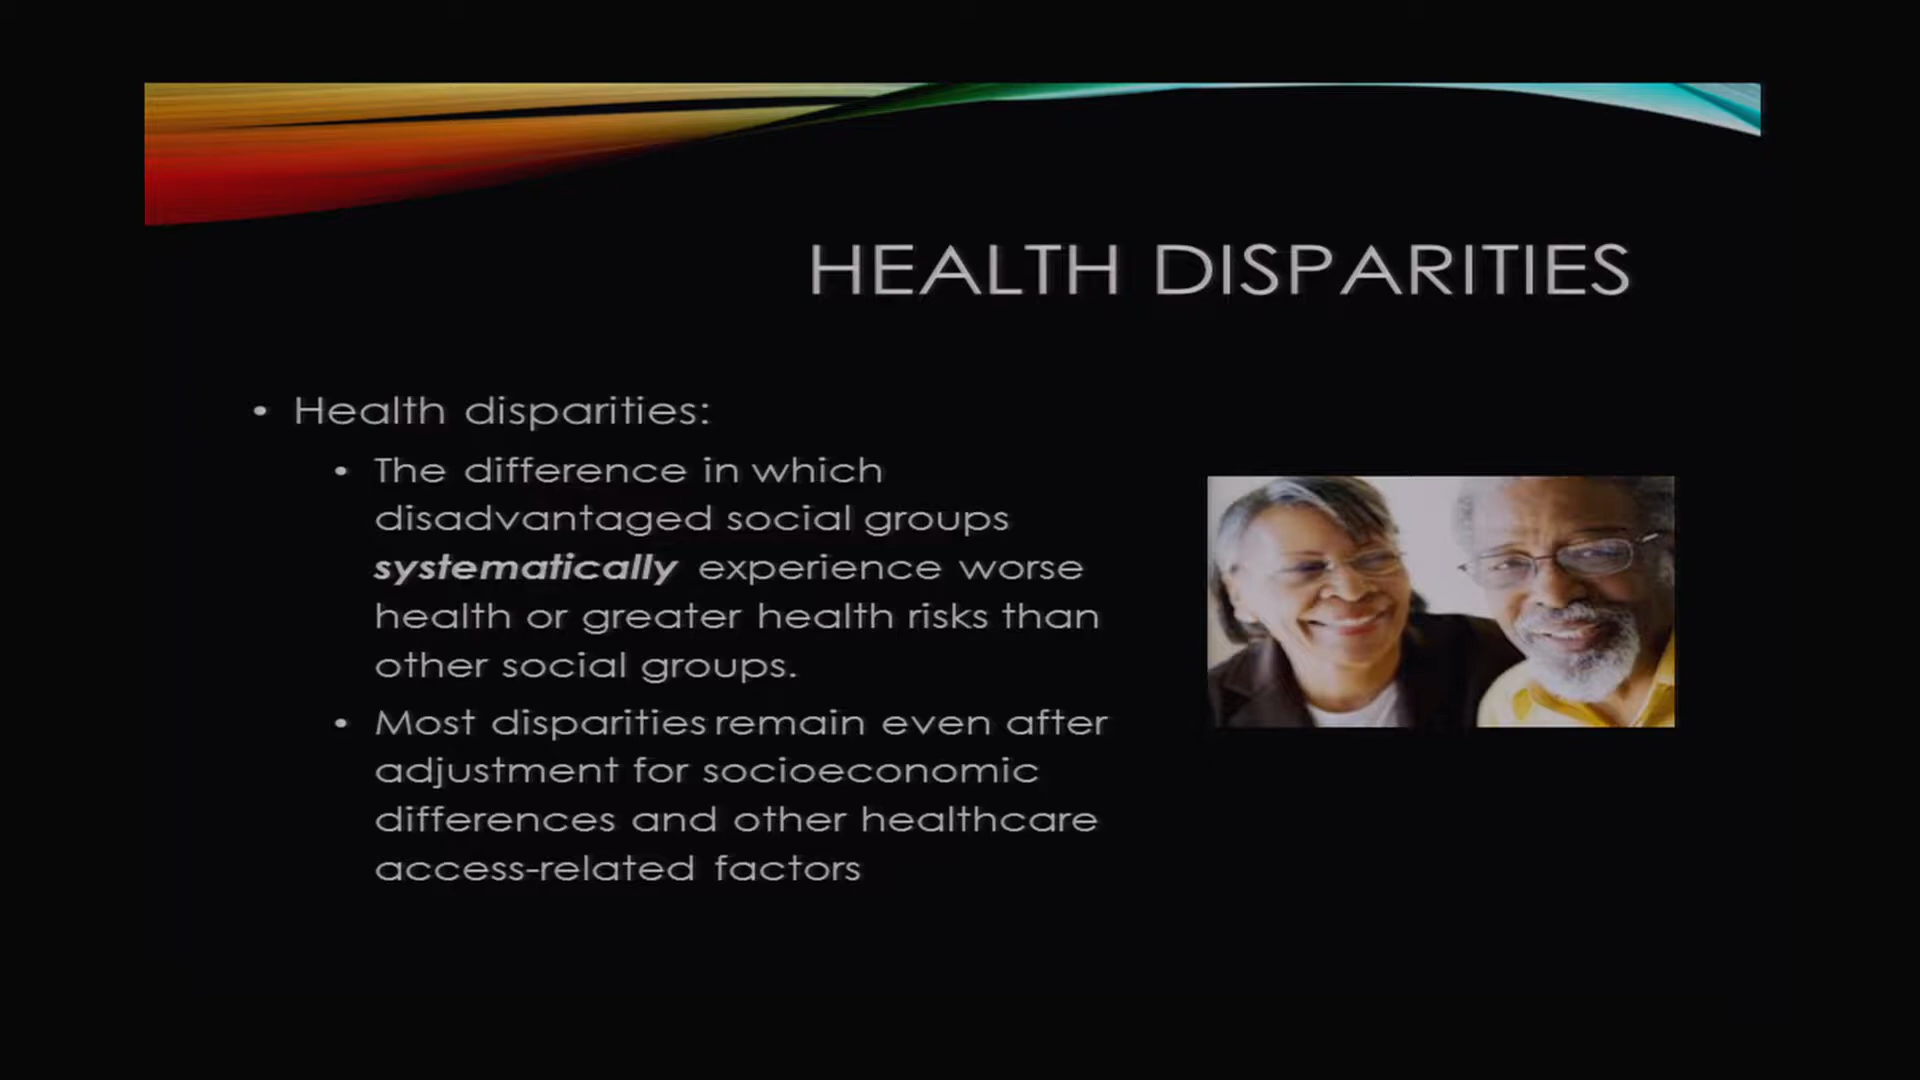 HEALTH DISPARITIES
• Health disparities:
• The difference in which
disadvantaged social groups
systematically experience worse
health or greater health risks than
other social groups.
• Most disparities remain even after
adjustment for socioeconomic
differences and other healthcare
access-related factors